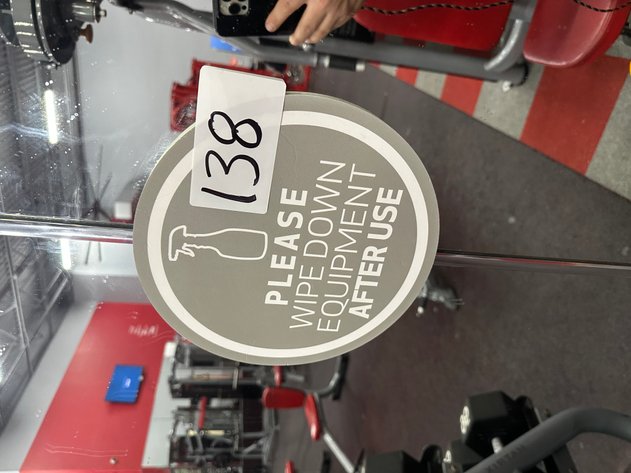 138
PLEASE
WIPE DOWN
EQUIPMENT
AFTER USE